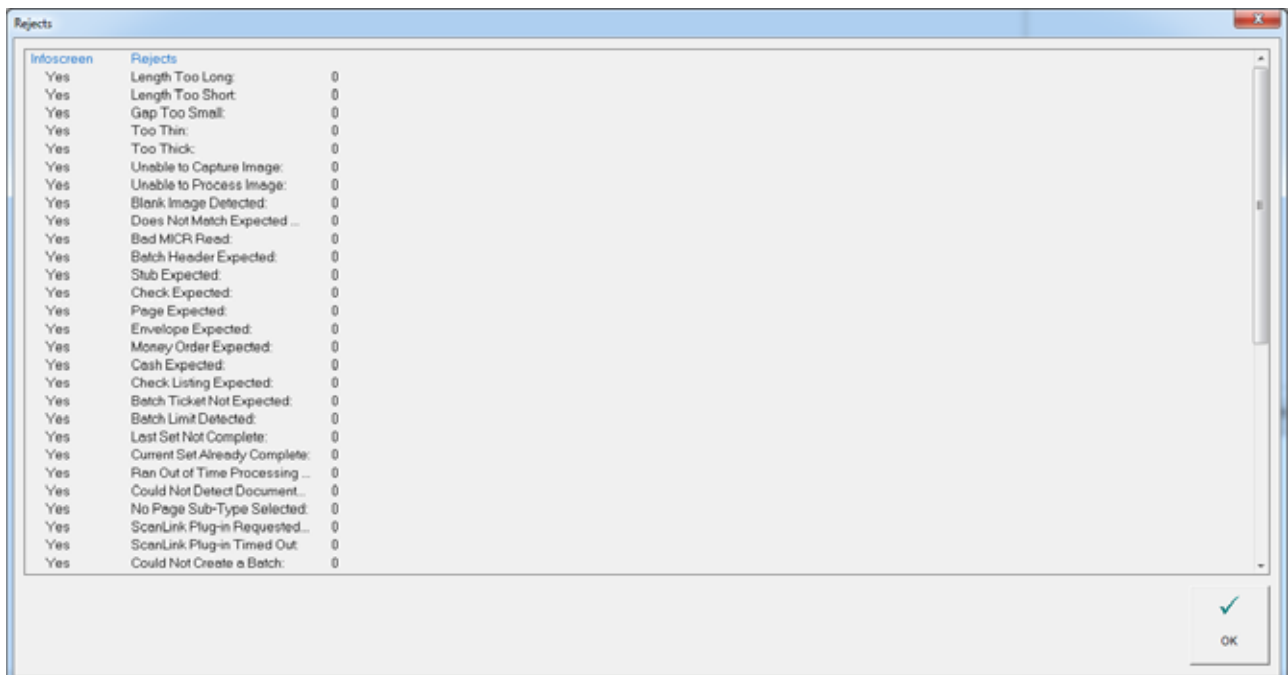 Rejects
Infoscreen Rejects
Yes Length Too Long: 0
Yes Length Too Short: 0
Yes Gap Too Small: 0
Yes Too Thin: 0
Yes Too Thick: 0
Yes Unable to Capture Image: 0
Yes Unable to Process Image: 0
Yes Blank Image Detected: 0
Yes Does Not Match Expected ... 0
Yes Bad MICR Read: 0
Yes Batch Header Expected: 0
Yes Stub Expected: 0
Yes Check Expected: 0
Yes Page Expected: 0
Yes Envelope Expected: 0
Yes Money Order Expected: 0
Yes Cash Expected: 0
Yes Check Listing Expected: 0
Yes Batch Ticket Not Expected: 0
Yes Batch Limit Detected: 0
Yes Last Set Not Complete: 0
Yes Current Set Already Complete: 0
Yes Ran Out of Time Processing ... 0
Yes Could Not Detect Document... 0
Yes No Page Sub-Type Selected: 0
Yes ScanLink Plug-in Requested... 0
Yes ScanLink Plug-in Timed Out: 0
Yes Could Not Create a Batch: 0
OK